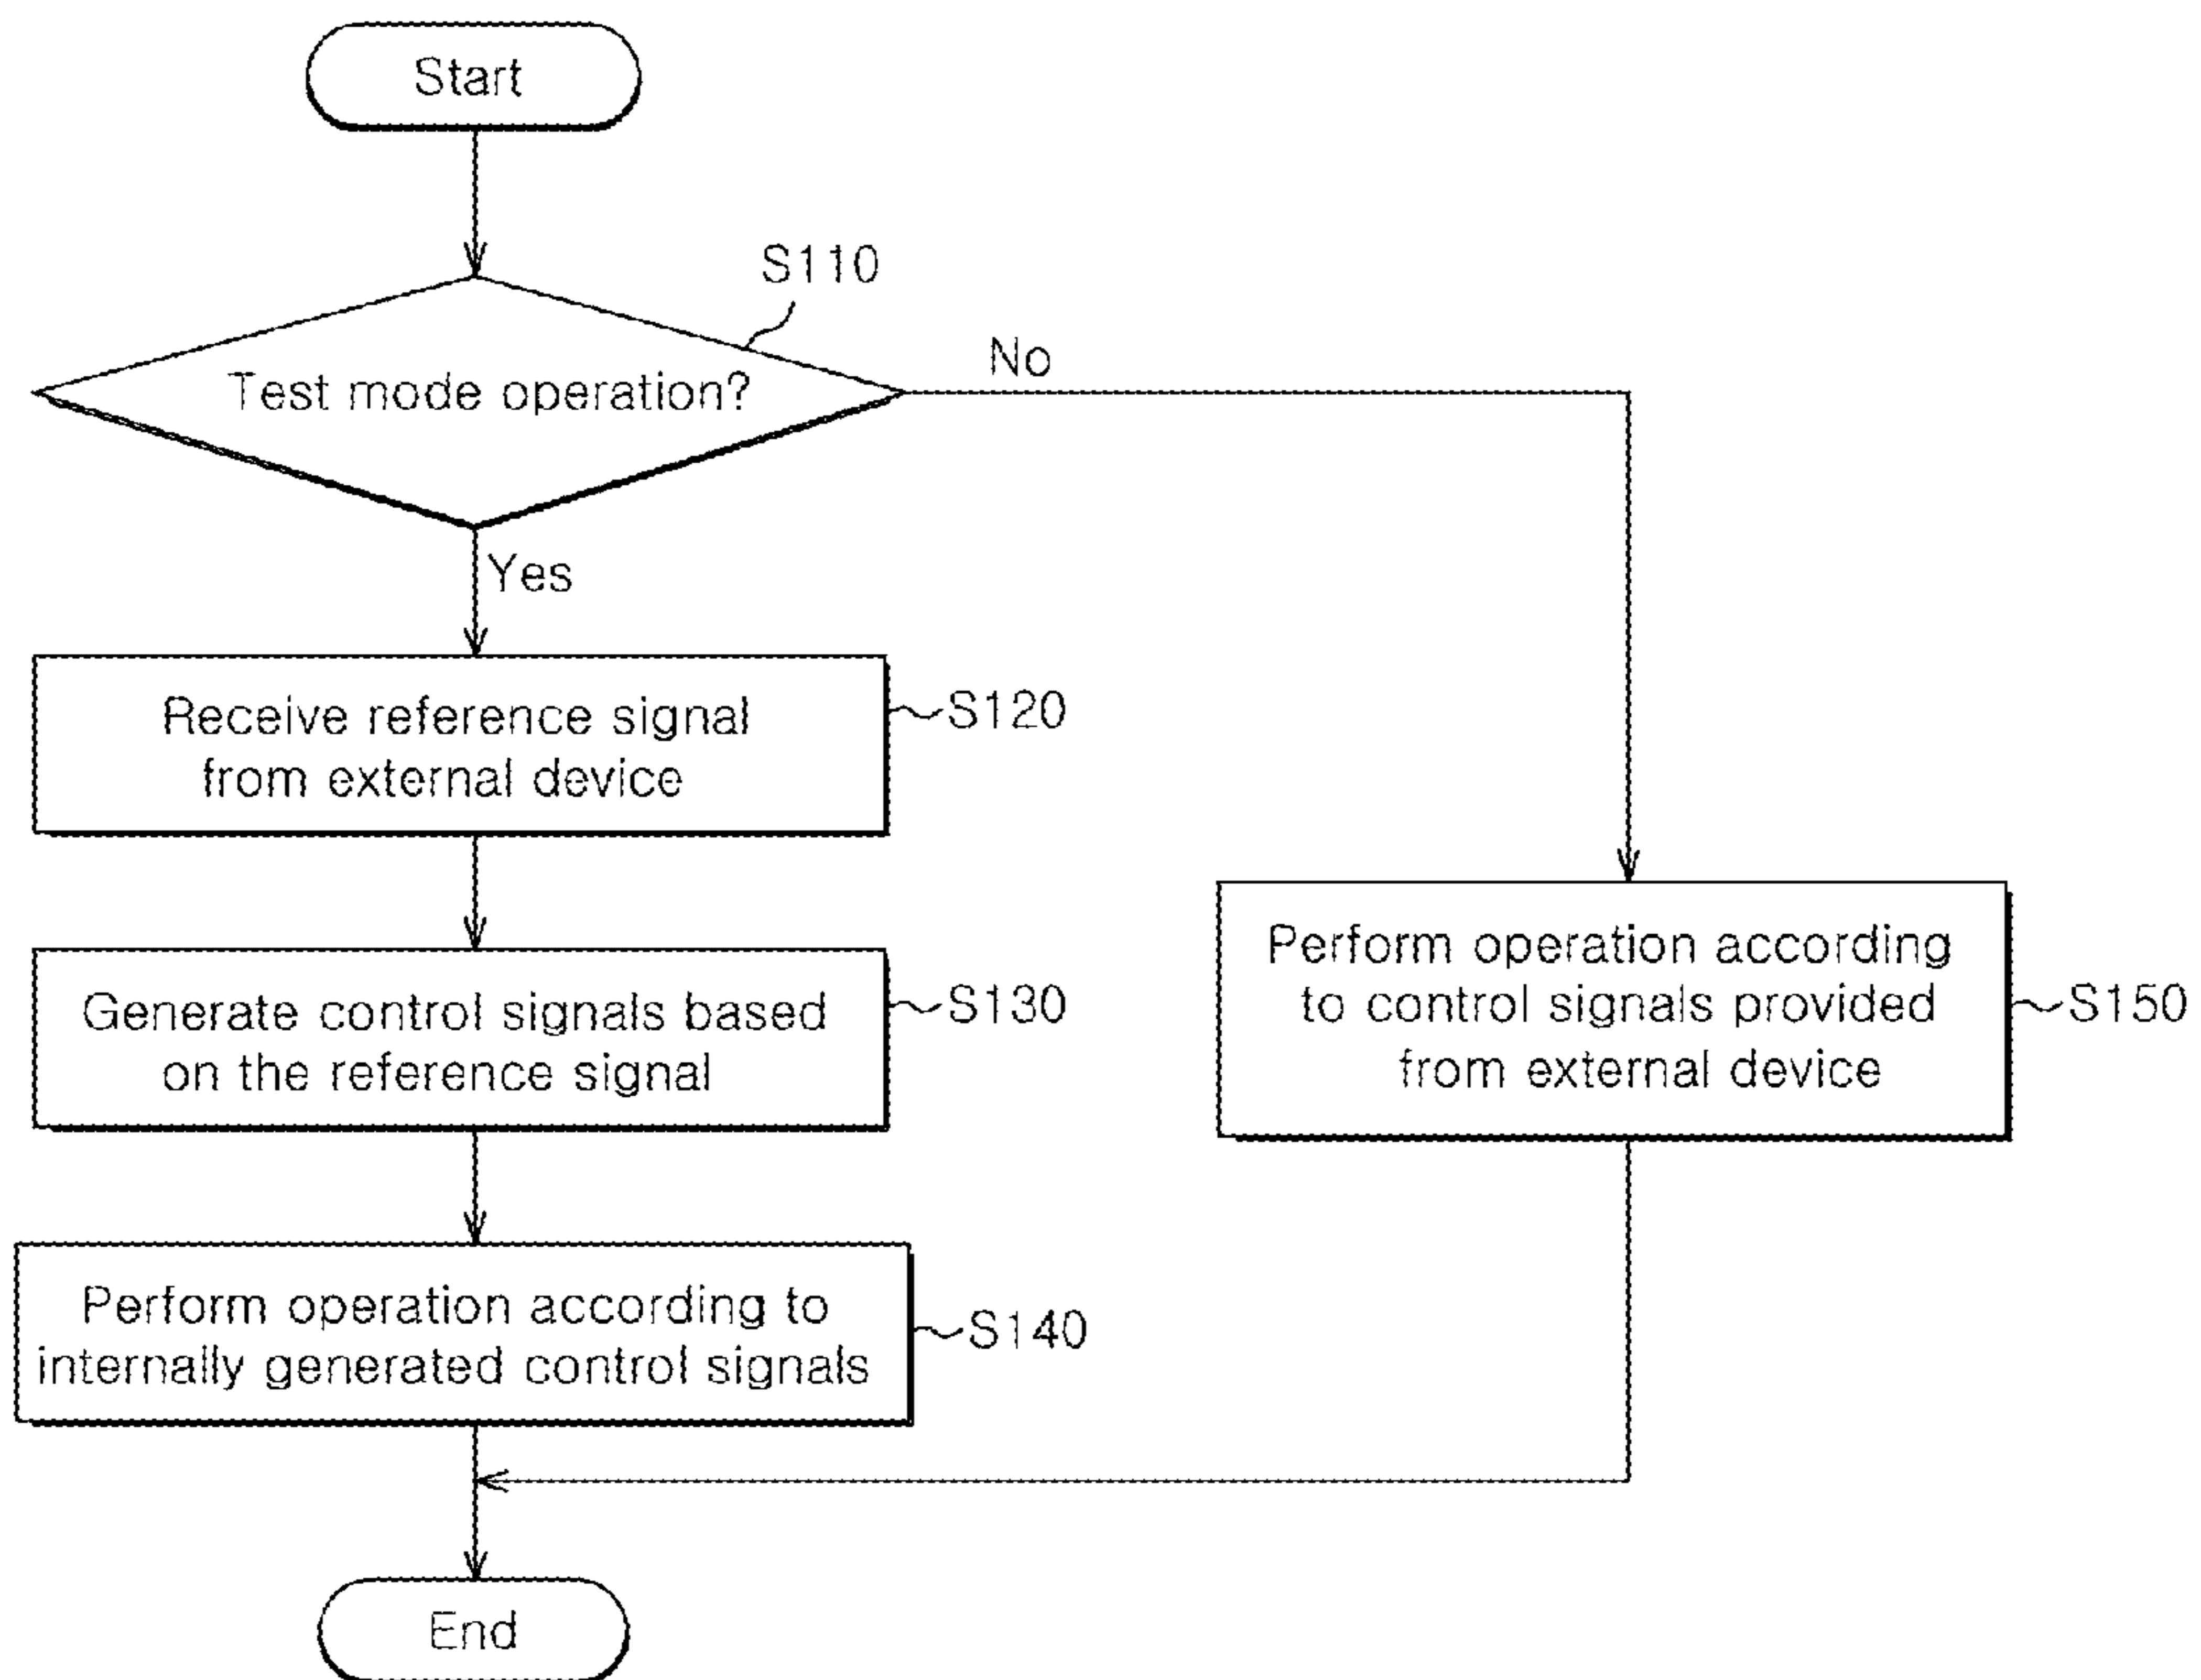 Start
S110
Test mode operation?
No
Yes
Receive reference signal
from external device
S120
Generate control signals based
on the reference signal
S130
Perform operation according
to control signals provided
from external device
S150
Perform operation according to
internally generated control signals
S140
End